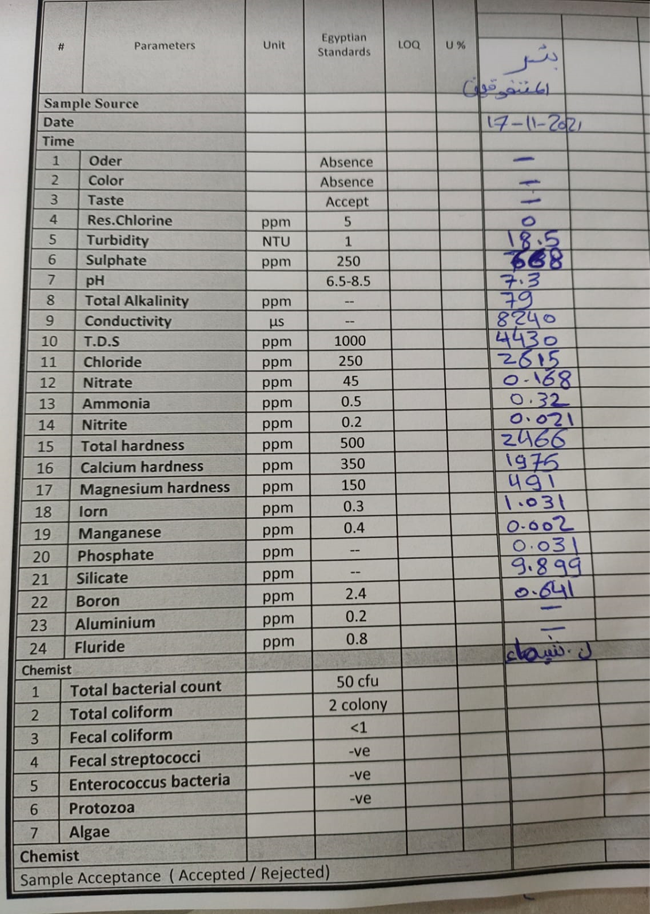 # Parameters Unit Egyptian Standards LOQ U %
بئر
Sample Source
Date 17-11-2021
Time
1 Oder Absence —
2 Color Absence —
3 Taste Accept —
4 Res.Chlorine ppm 5 0
5 Turbidity NTU 1 18.5
6 Sulphate ppm 250
7 pH 6.5-8.5 7.3
8 Total Alkalinity ppm -- 79
9 Conductivity µs -- 8240
10 T.D.S ppm 1000 4430
11 Chloride ppm 250 2615
12 Nitrate ppm 45 0.168
13 Ammonia ppm 0.5 0.32
14 Nitrite ppm 0.2 0.021
15 Total hardness ppm 500 2466
16 Calcium hardness ppm 350 1975
17 Magnesium hardness ppm 150 491
18 Iorn ppm 0.3 1.031
19 Manganese ppm 0.4 0.002
20 Phosphate ppm -- 0.031
21 Silicate ppm -- 9.899
22 Boron ppm 2.4 0.641
23 Aluminium ppm 0.2 —
24 Fluride ppm 0.8 —
Chemist
1 Total bacterial count 50 cfu
2 Total coliform 2 colony
3 Fecal coliform <1
4 Fecal streptococci -ve
5 Enterococcus bacteria -ve
6 Protozoa -ve
7 Algae
Chemist
Sample Acceptance ( Accepted / Rejected)